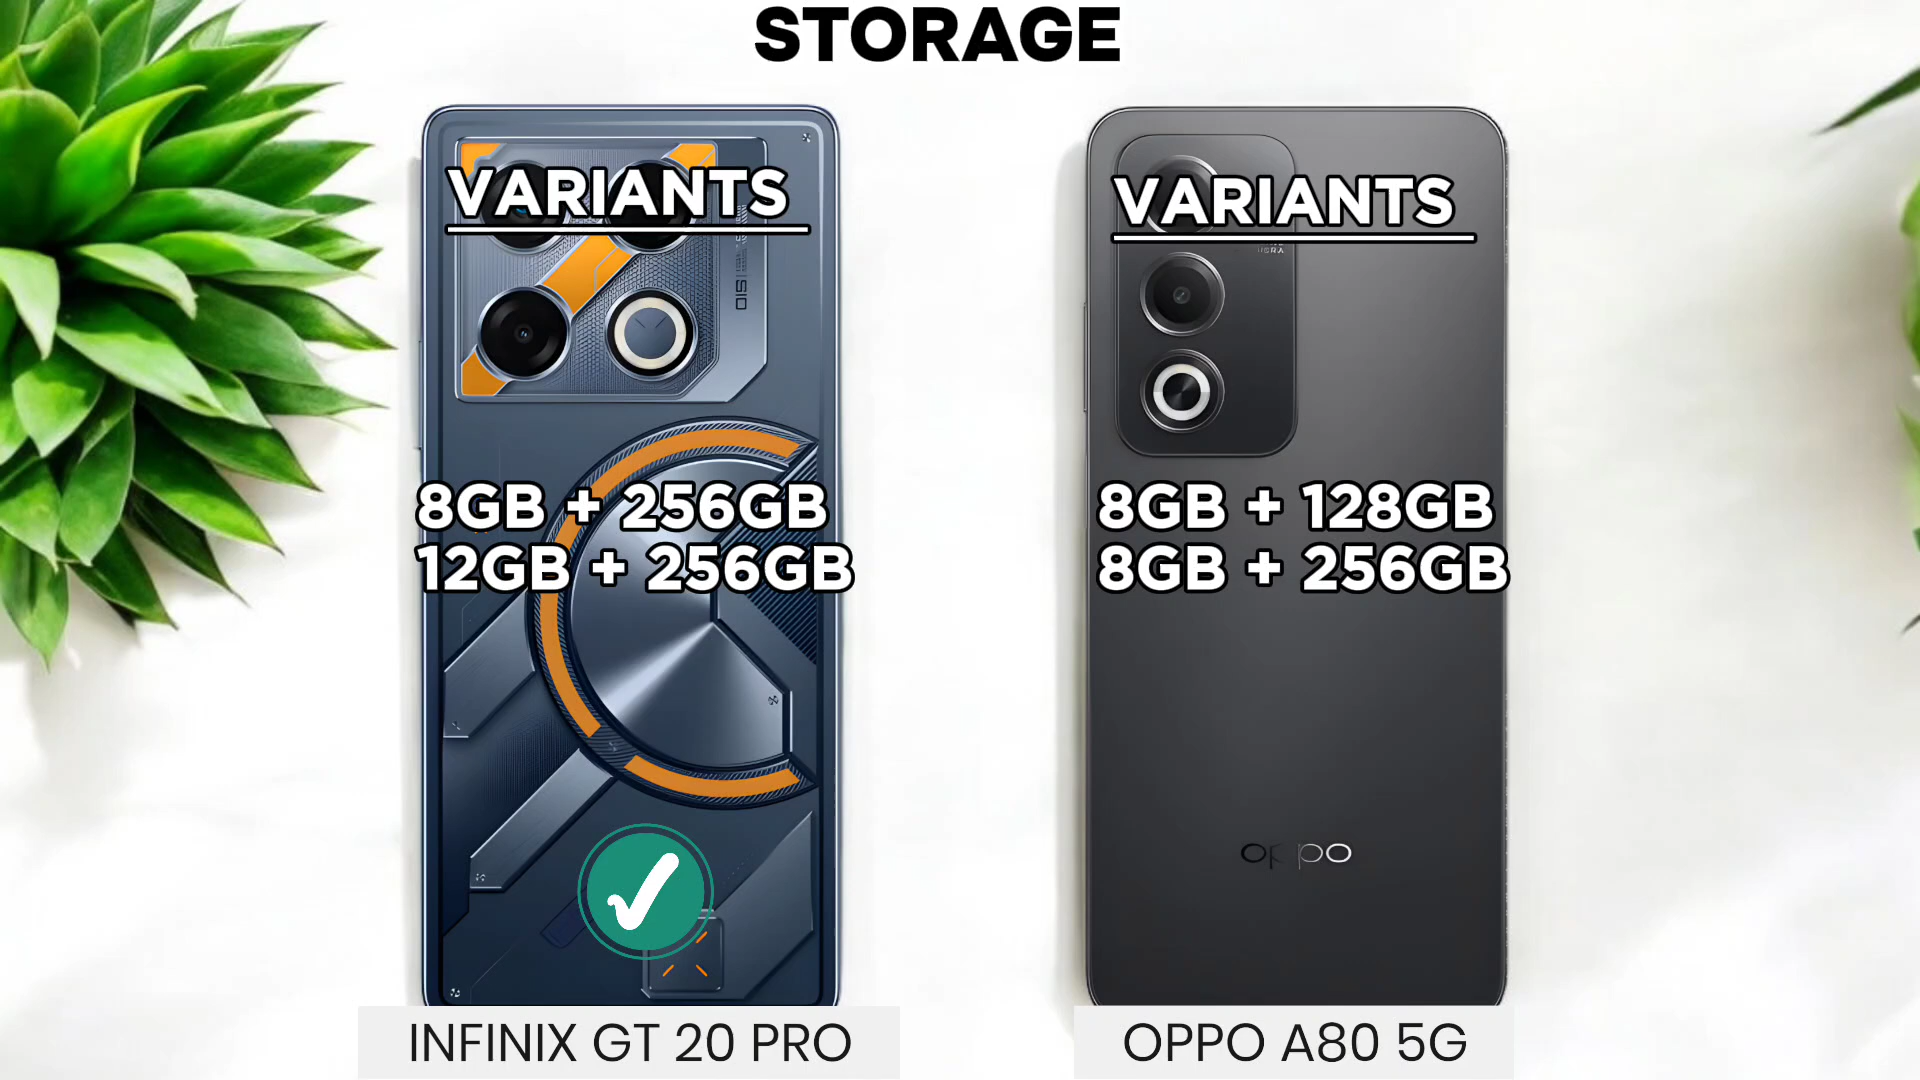 STORAGE
VARIANTS
VARIANTS
8GB + 256GB
12GB + 256GB
8GB + 128GB
8GB + 256GB
oppo
INFINIX GT 20 PRO
OPPO A80 5G